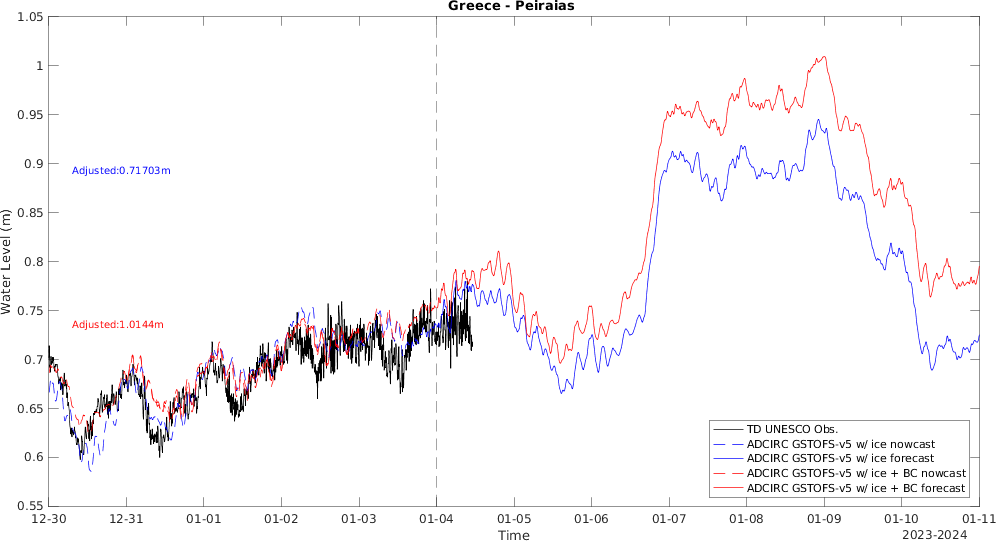 Greece - Peiraias
1.05
1
0.95
0.9
0.85
0.8
0.75
0.7
0.65
0.6
0.55
Water Level (m)
Adjusted:0.71703m
Adjusted:1.0144m
TD UNESCO Obs.
ADCIRC GSTOFS-v5 w/ ice nowcast
ADCIRC GSTOFS-v5 w/ ice forecast
ADCIRC GSTOFS-v5 w/ ice + BC nowcast
ADCIRC GSTOFS-v5 w/ ice + BC forecast
12-30 12-31 01-01 01-02 01-03 01-04 01-05 01-06 01-07 01-08 01-09 01-10 01-11
Time
2023-2024